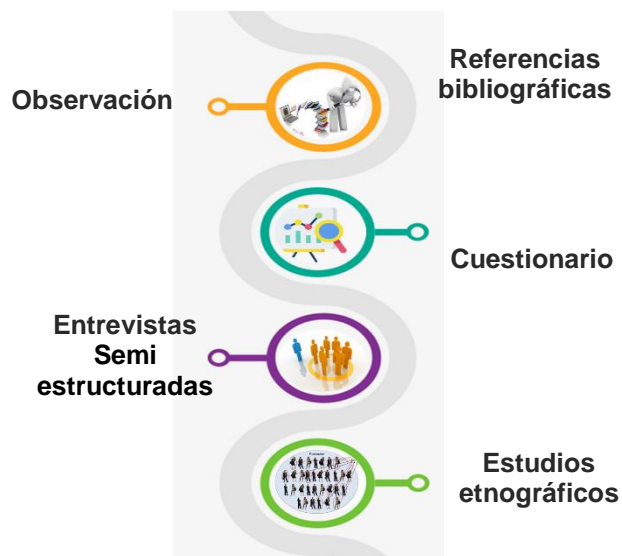 Observación
Referencias
bibliográficas
Cuestionario
Entrevistas
Semi
estructuradas
Estudios
etnográficos